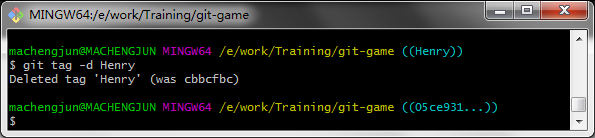 MINGW64:/e/work/Training/git-game
machengjun@MACHENGJUN MINGW64 /e/work/Training/git-game ((Henry))
$ git tag -d Henry
Deleted tag 'Henry' (was cbbcfbc)
machengjun@MACHENGJUN MINGW64 /e/work/Training/git-game ((05ce931...))
$